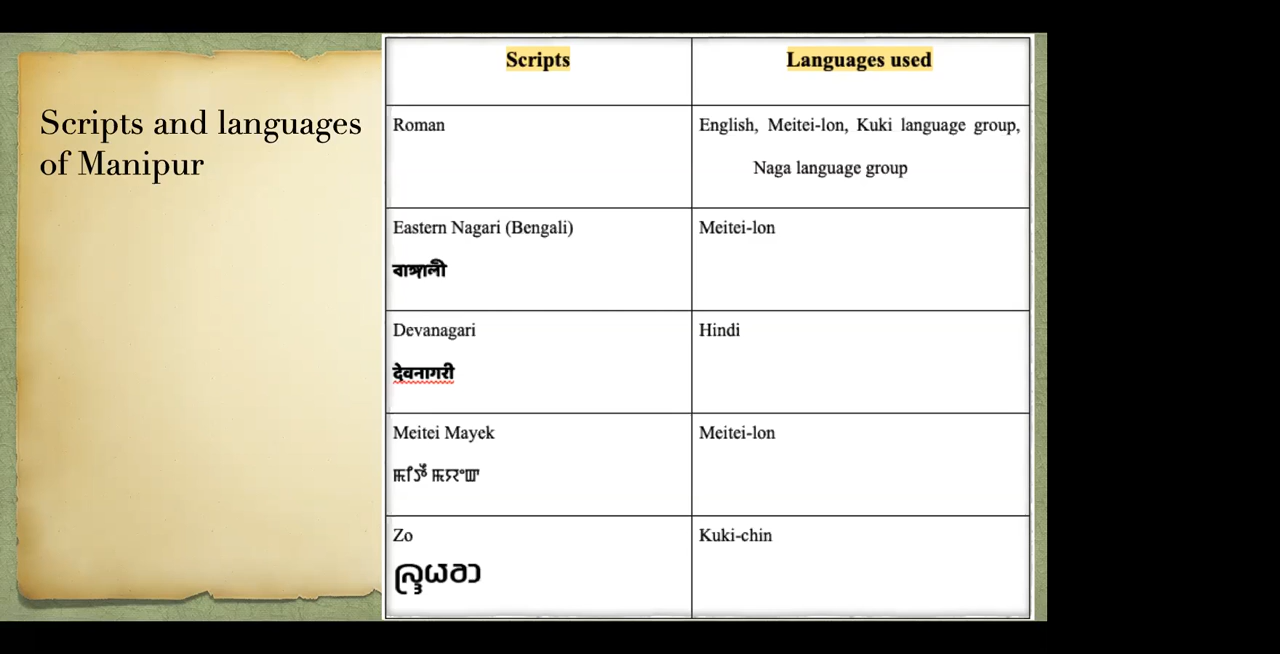 Scripts and languages
of Manipur
Scripts Languages used
Roman English, Meitei-lon, Kuki language group,
Naga language group
Eastern Nagari (Bengali) Meitei-lon
বাঙ্গালী
Devanagari Hindi
देवनागरी
Meitei Mayek Meitei-lon
ꯃꯤꯇꯩ ꯃꯌꯦꯛ
Zo Kuki-chin